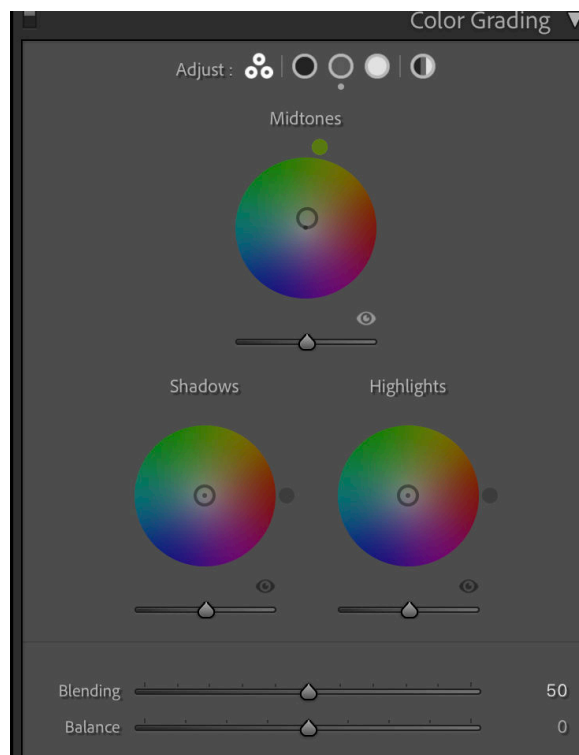 Color Grading
Adjust :
Midtones
Shadows Highlights
Blending 50
Balance 0